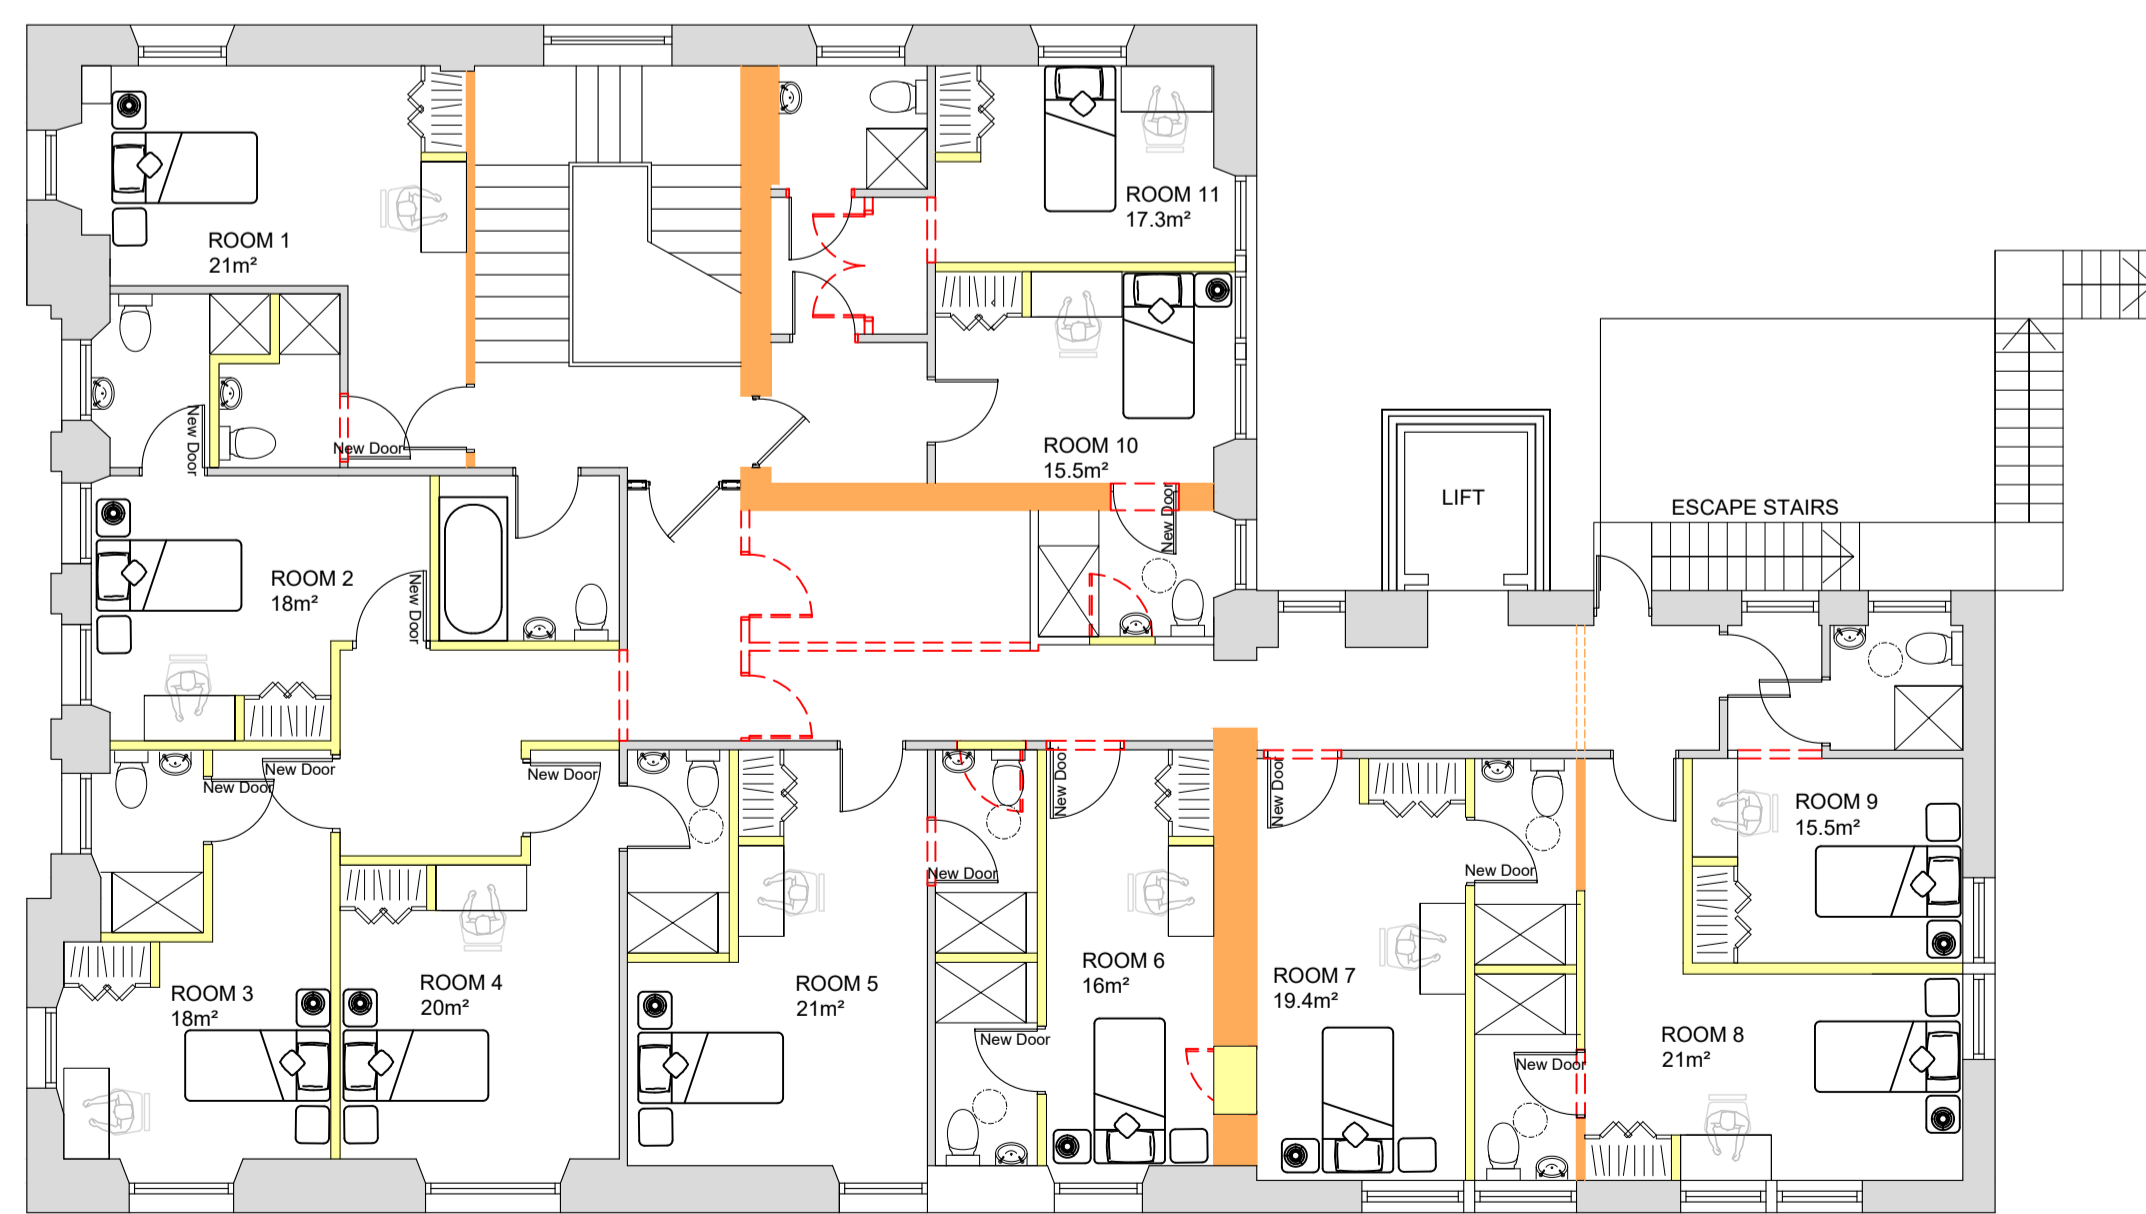 ROOM 11
17.3m²
ROOM 1
21m²
New Door
New Door
ROOM 10
15.5m²
New Door
LIFT
ESCAPE STAIRS
ROOM 2
18m²
New Door
New Door
New Door
New Door
New Door
New Door
ROOM 9
15.5m²
New Door
New Door
ROOM 3
18m²
ROOM 4
20m²
ROOM 5
21m²
ROOM 6
16m²
ROOM 7
19.4m²
New Door
New Door
ROOM 8
21m²